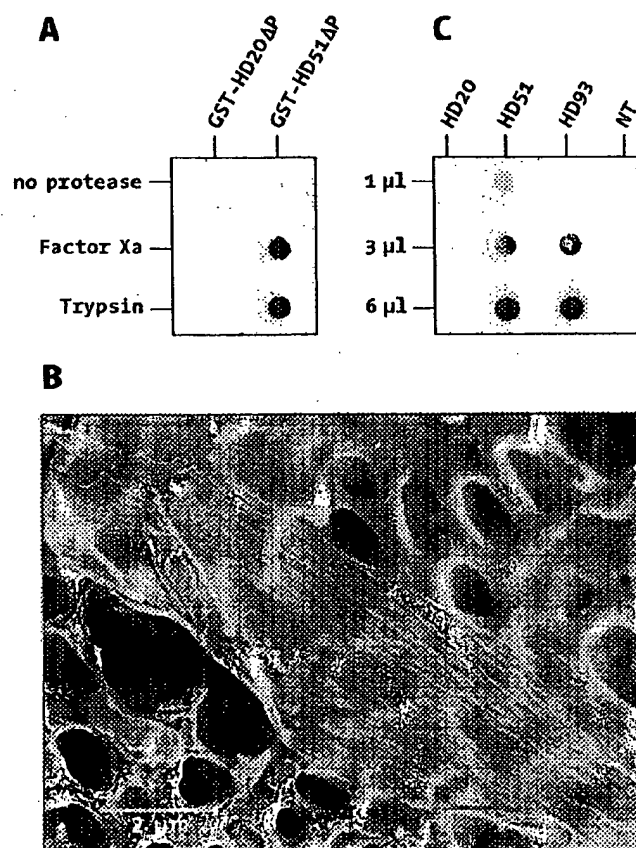 A
GST-HD20ΔP
GST-HD51ΔP
no protease
Factor Xa
Trypsin
C
HD20
HD51
HD93
NT
1 µl
3 µl
6 µl
B